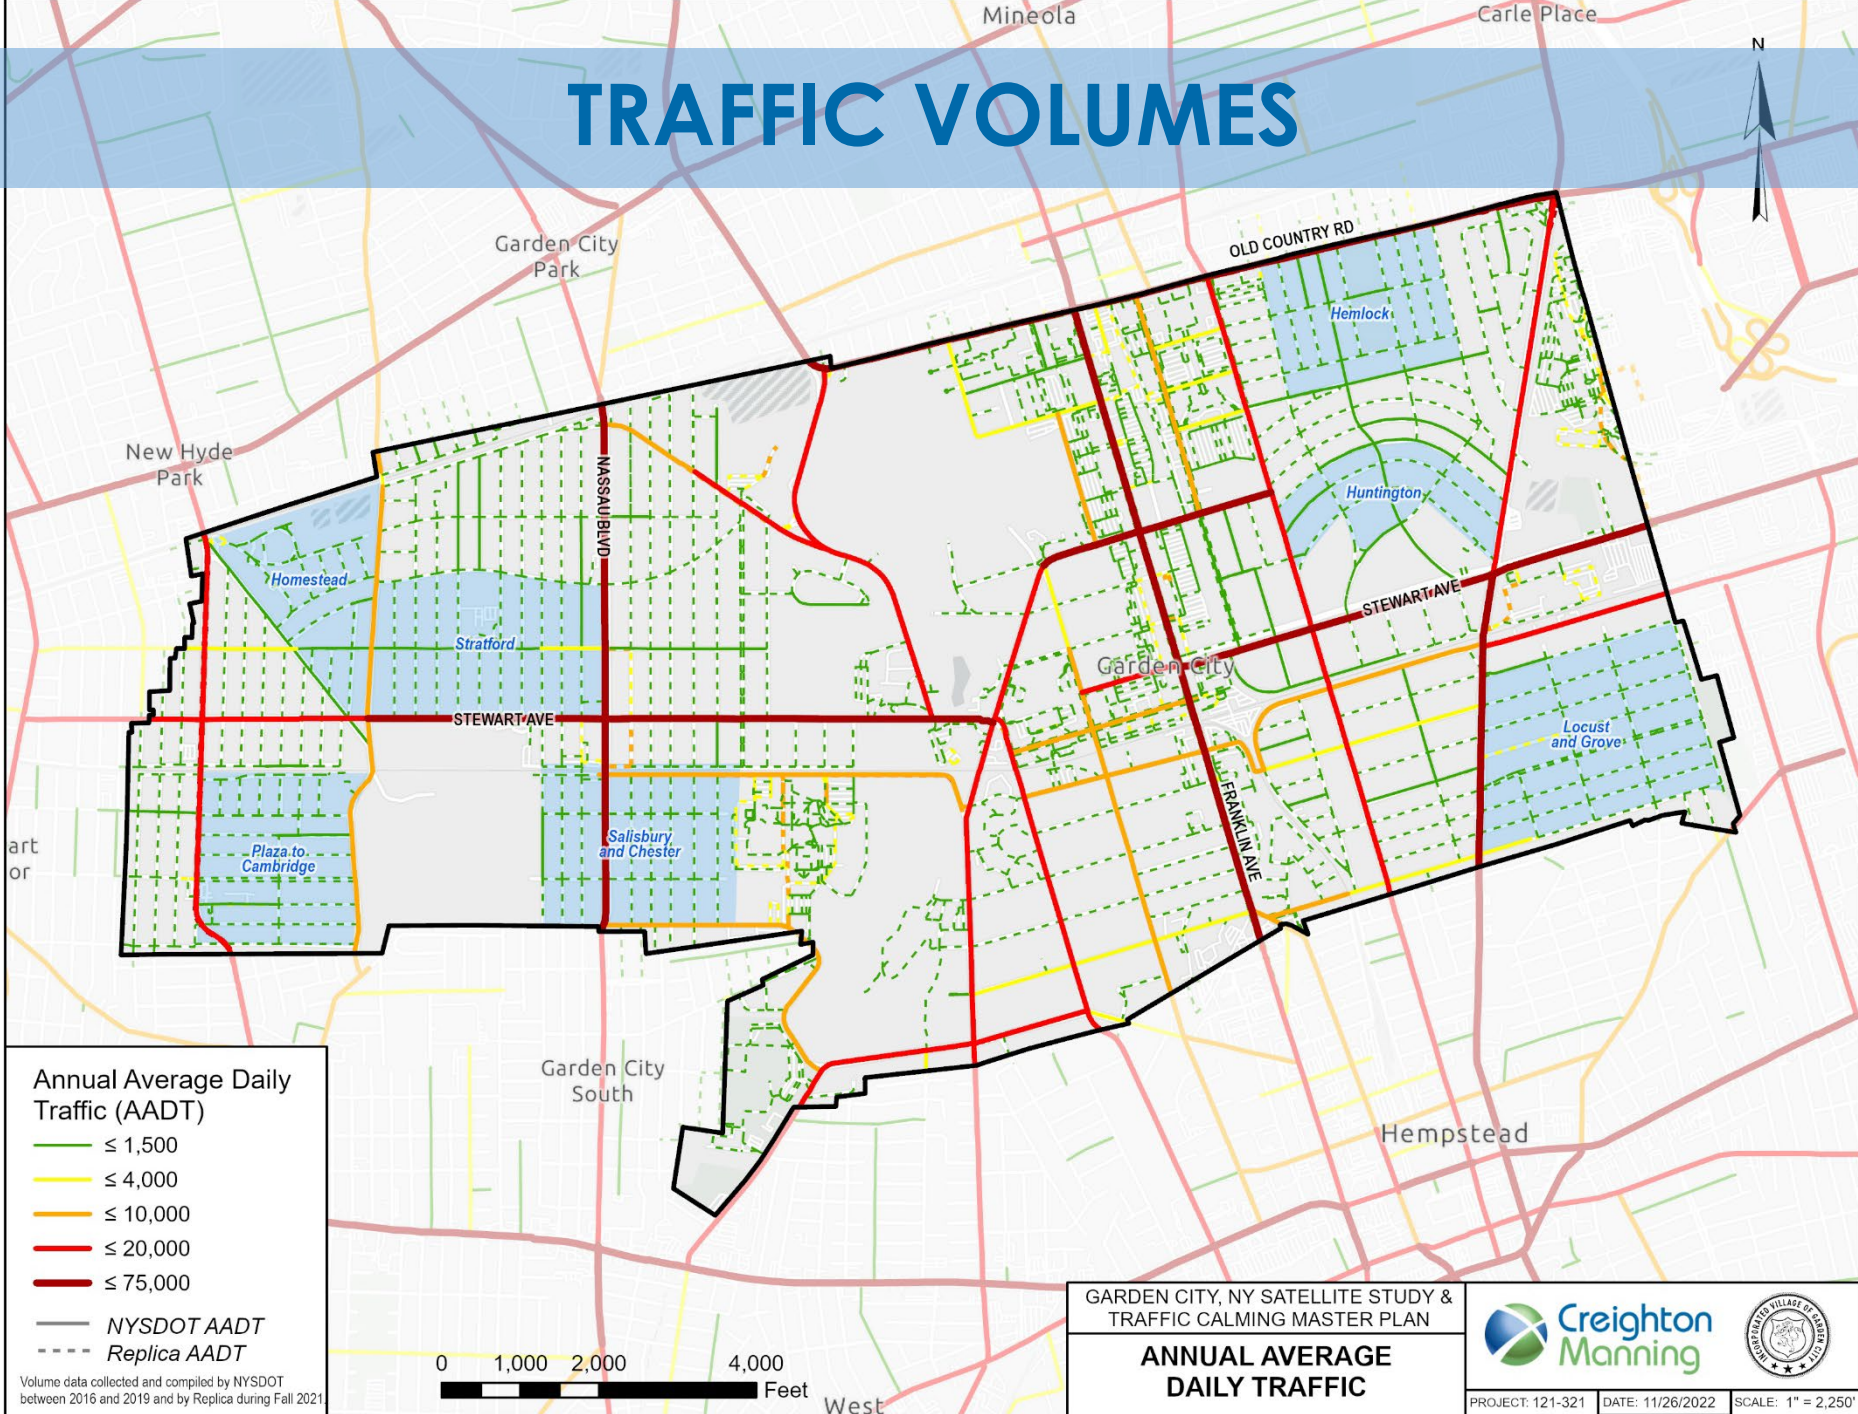 Mineola
Carle Place
N
TRAFFIC VOLUMES
Garden City
Park
OLD COUNTRY RD
Hemlock
New Hyde
Park
NASSAU BLVD
Huntington
Homestead
Stratford
STEWART AVE
Garden City
STEWART AVE
Locust
and Grove
FRANKLIN AVE
Salisbury
and Chester
Plaza to
Cambridge
art
or
Garden City
South
Hempstead
West
Annual Average Daily
Traffic (AADT)
≤ 1,500
≤ 4,000
≤ 10,000
≤ 20,000
≤ 75,000
NYSDOT AADT
Replica AADT
Volume data collected and compiled by NYSDOT
between 2016 and 2019 and by Replica during Fall 2021.
0 1,000 2,000 4,000
Feet
GARDEN CITY, NY SATELLITE STUDY &
TRAFFIC CALMING MASTER PLAN
ANNUAL AVERAGE
DAILY TRAFFIC
Creighton
Manning
INCORPORATED VILLAGE OF GARDEN CITY
PROJECT: 121-321 DATE: 11/26/2022 SCALE: 1" = 2,250'